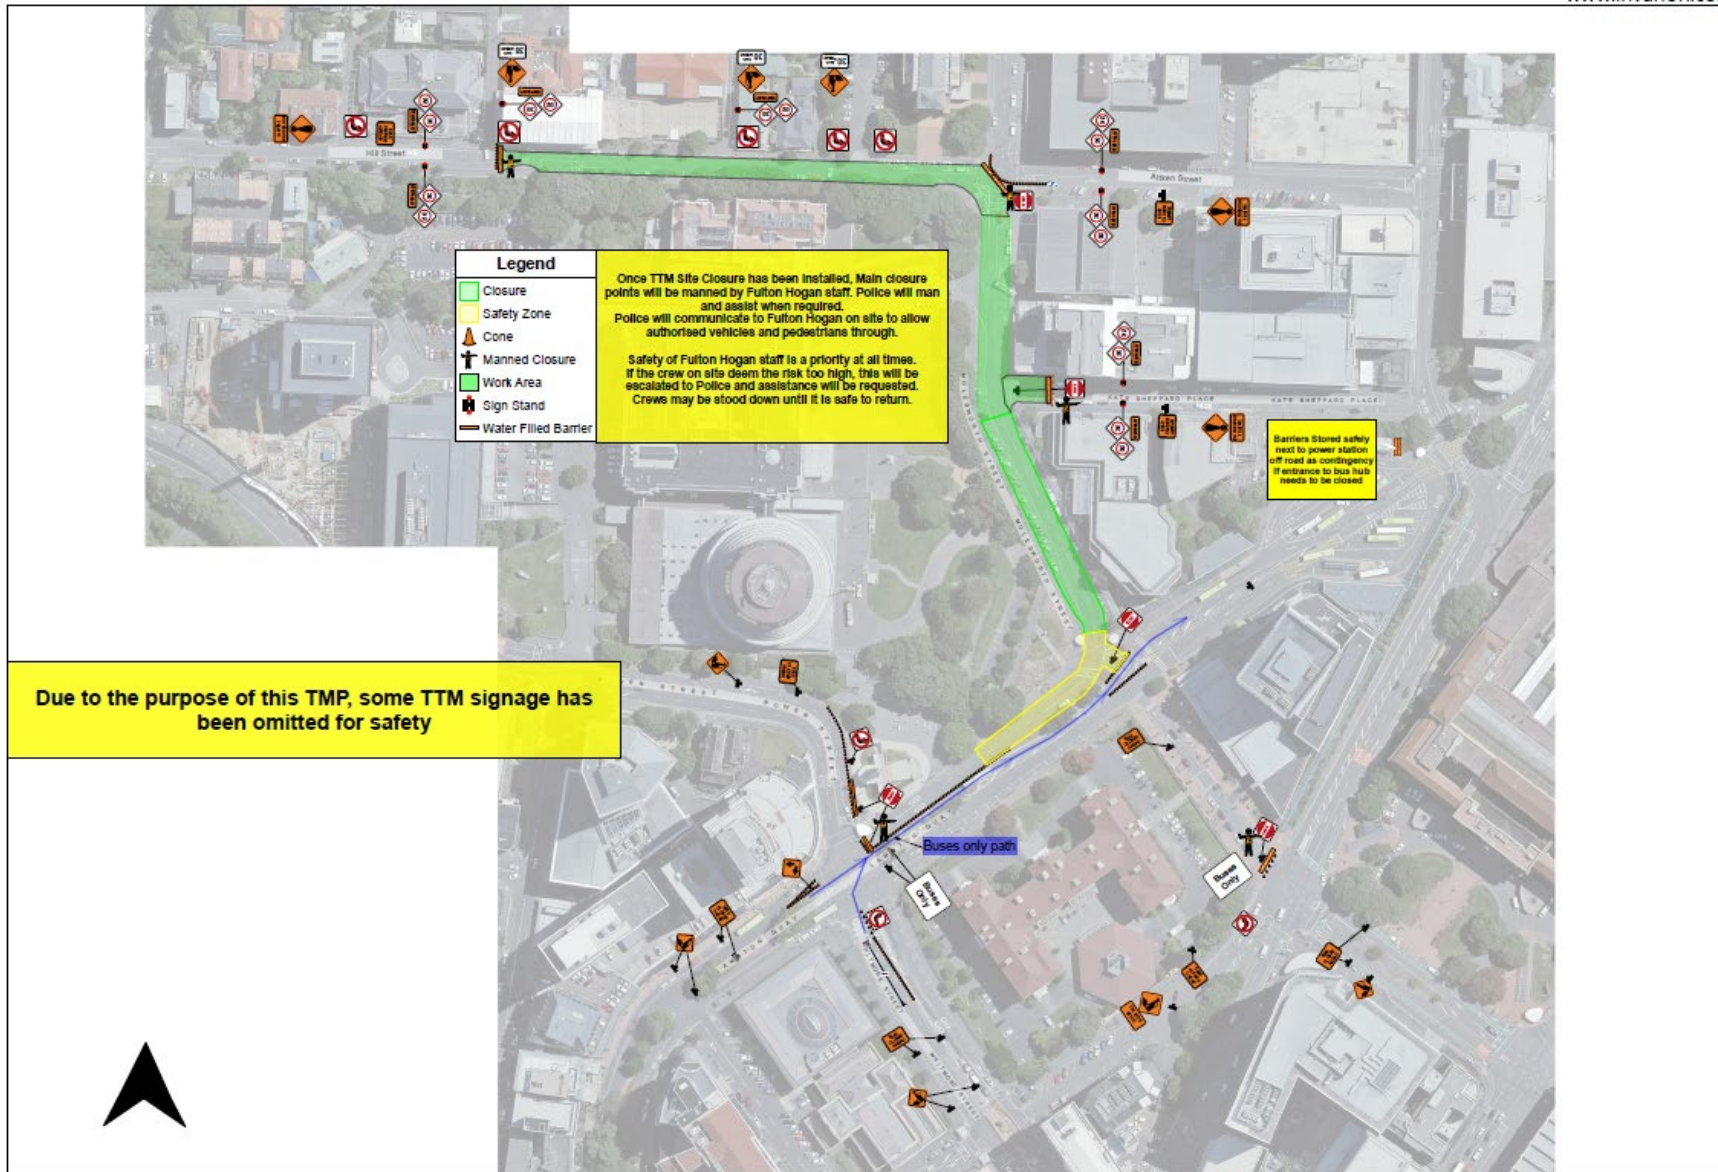 Hill Street
Aitken Street
Legend
Closure
Safety Zone
Cone
Manned Closure
Work Area
Sign Stand
Water Filled Barrier
Once TTM Site Closure has been installed, Main closure
points will be manned by Fulton Hogan staff. Police will man
and assist when required.
Police will communicate to Fulton Hogan on site to allow
authorised vehicles and pedestrians through.
Safety of Fulton Hogan staff is a priority at all times.
If the crew on site deem the risk too high, this will be
escalated to Police and assistance will be requested.
Crews may be stood down until it is safe to return.
KATE SHEPPARD PLACE
KATE SHEPPARD PLACE
MOLESWORTH STREET
MOLESWORTH STREET
Barriers Stored safely
next to power station
off road as contingency
if entrance to bus hub
needs to be closed
Due to the purpose of this TMP, some TTM signage has
been omitted for safety
Buses only path
Buses
Only
Buses
Only